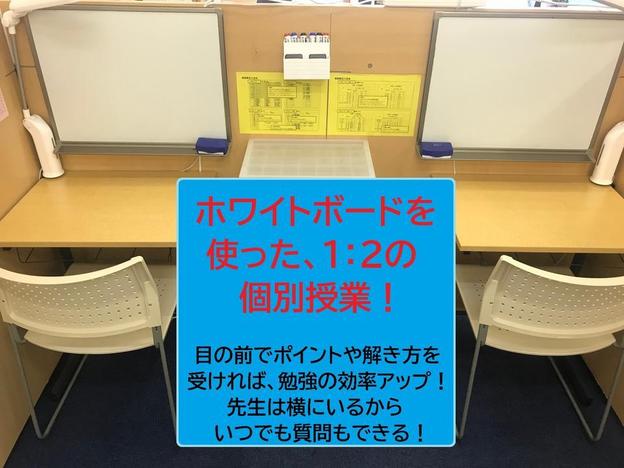 ホワイトボードを
使った、1：2の
個別授業！
目の前でポイントや解き方を
受ければ、勉強の効率アップ！
先生は横にいるから
いつでも質問もできる！